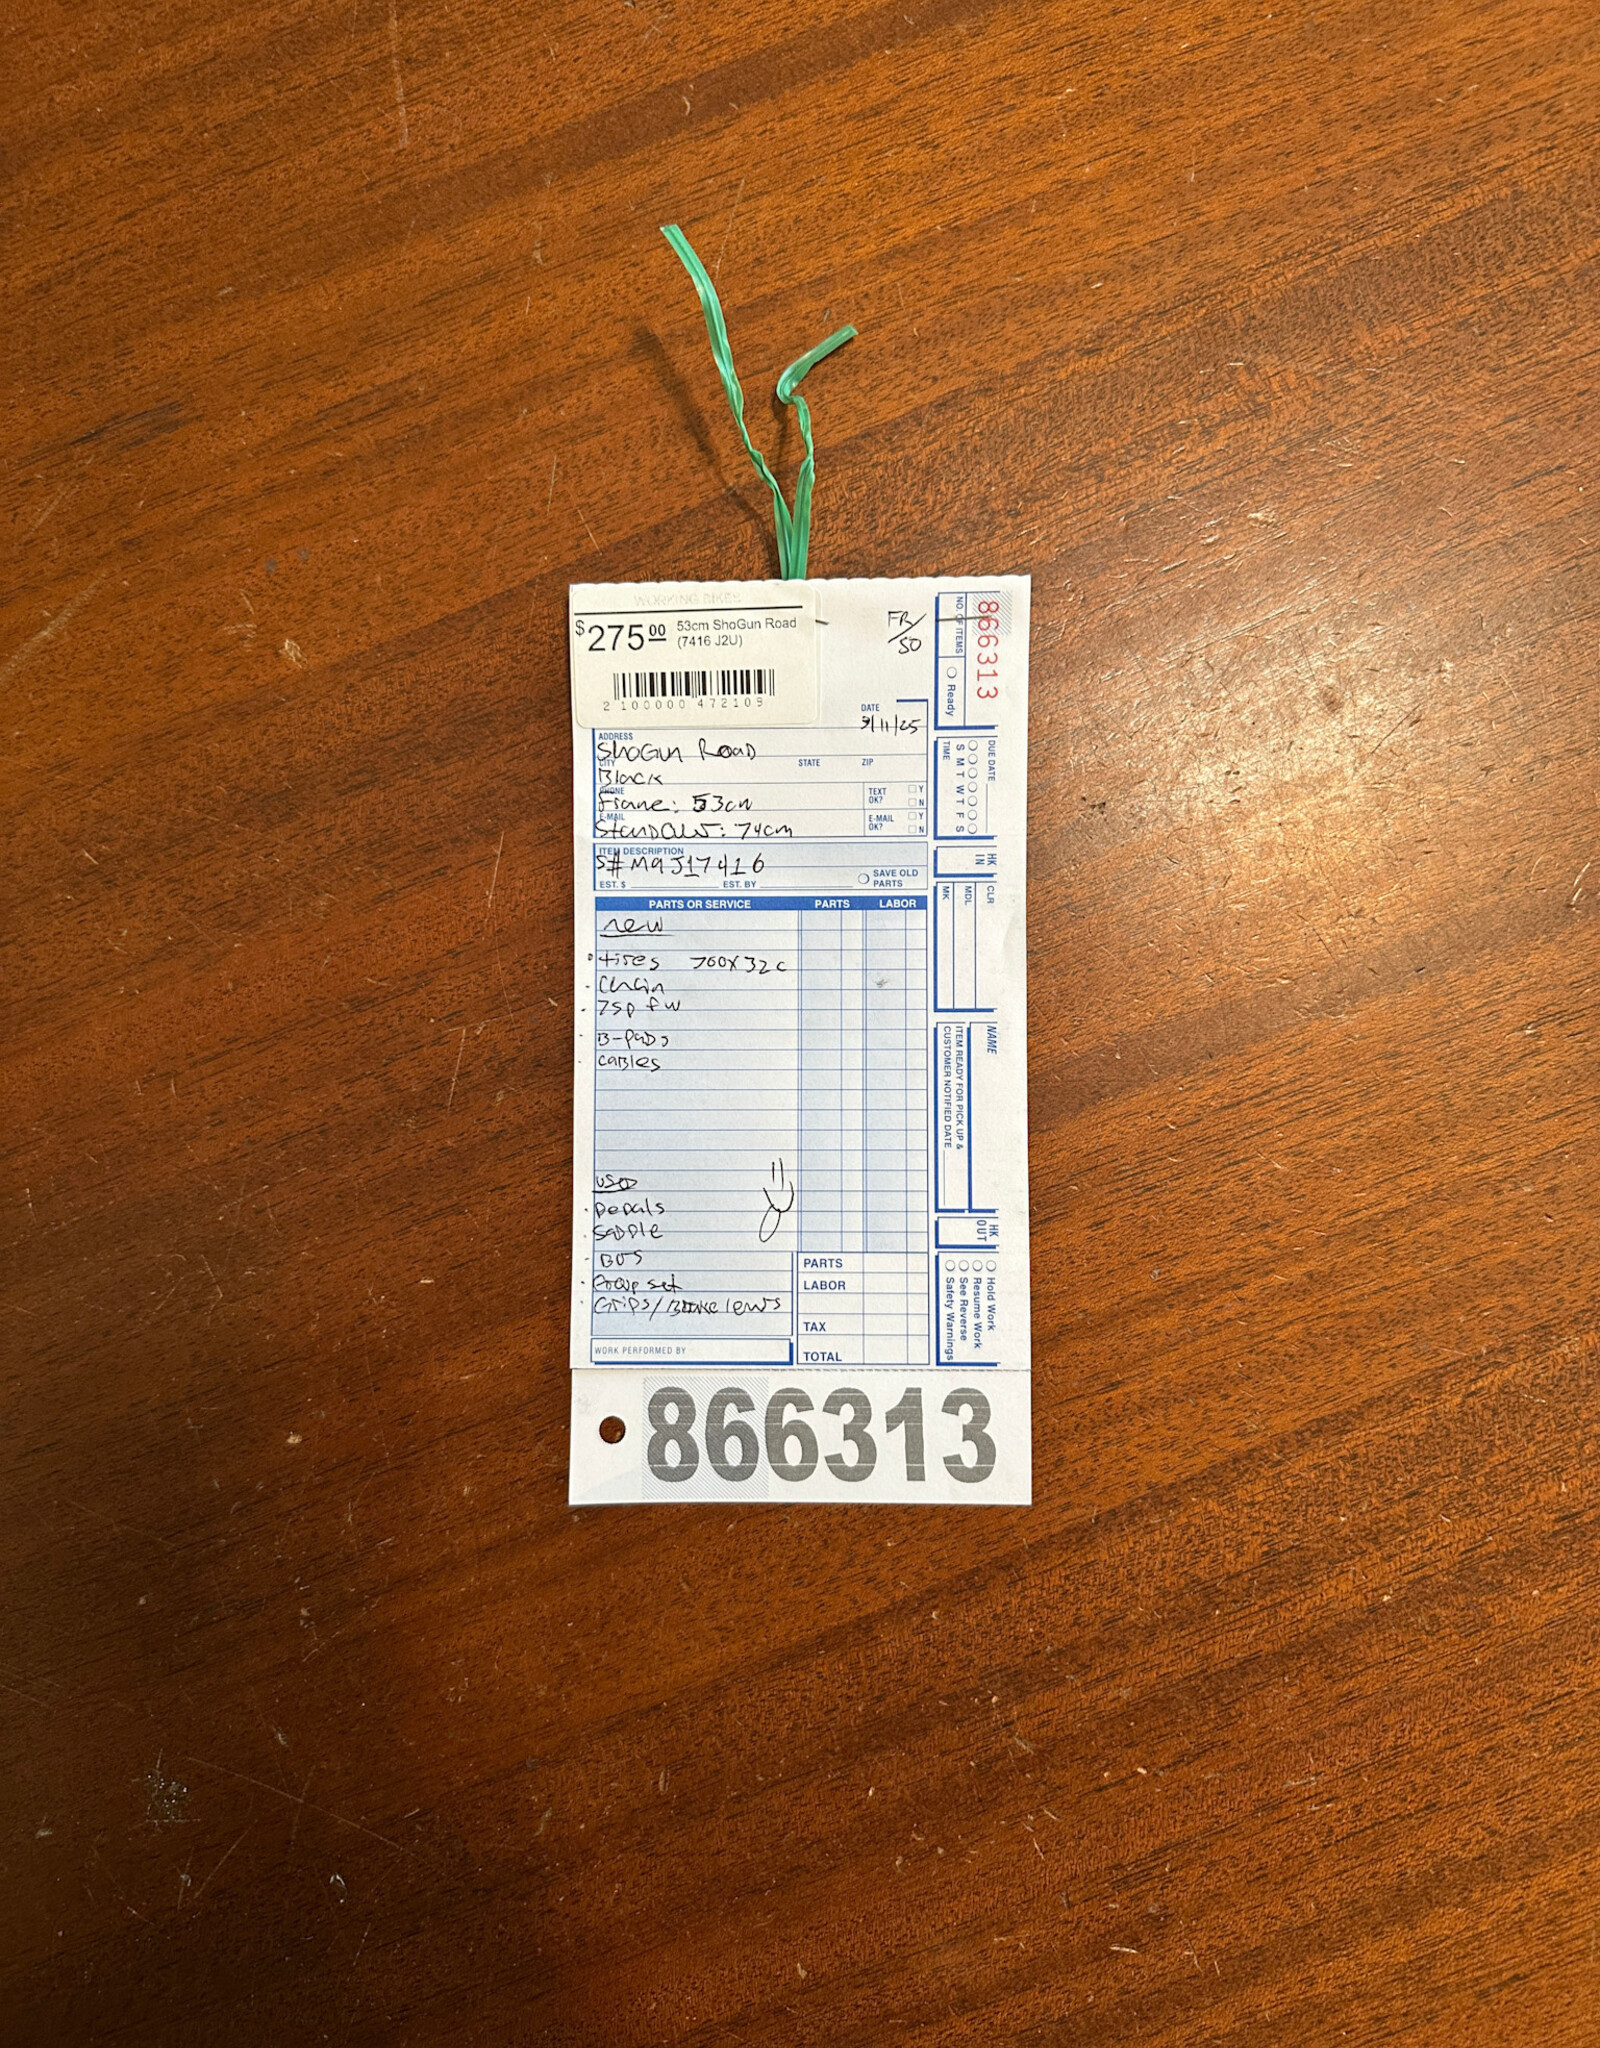 WORKING BIKES
$275.00 53cm ShoGun Road
(7416 J2U)
2 100000 472109
FB/
50
DATE
9/11/25
ADDRESS
ShoGun Road
CITY STATE ZIP
Black
PHONE
Frame: 53cm
TEXT OK? Y N
E-MAIL
StandOver: 74cm
E-MAIL OK? Y N
ITEM DESCRIPTION
S# M9J17416
EST. $ EST. BY
SAVE OLD PARTS
PARTS OR SERVICE PARTS LABOR
new
tires 700x32c
Chain
7sp fw
B-pads
cables
used
Pedals
Saddle
Group set
Grips/Brake levers
PARTS
LABOR
TAX
TOTAL
WORK PERFORMED BY
866313
866313
NO. OF ITEMS
Ready
DUE DATE
S M T W T F S
TIME
HK IN
CLR
MDL
MK
NAME
ITEM READY FOR PICK UP &
CUSTOMER NOTIFIED DATE
HK OUT
Hold Work
Resume Work
See Reverse
Safety Warnings